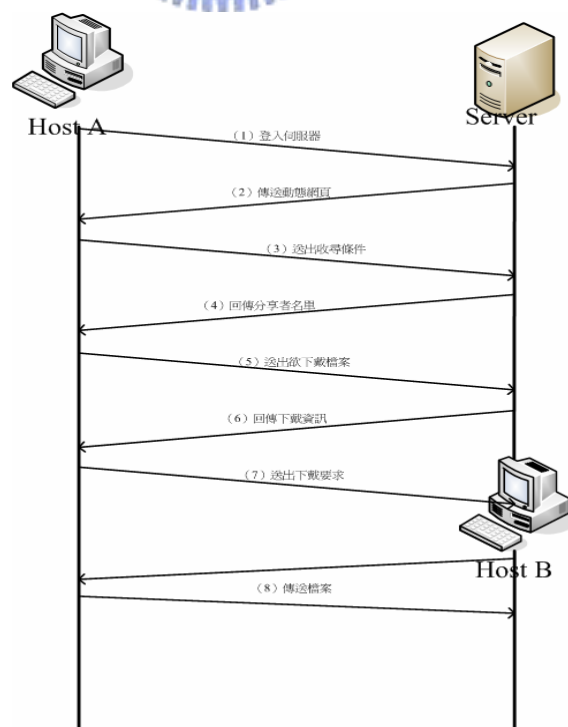 Host A
Server
（1）登入伺服器
（2）傳送動態網頁
（3）送出收尋條件
（4）回傳分享者名單
（5）送出欲下載檔案
（6）回傳下載資訊
（7）送出下載要求
Host B
（8）傳送檔案